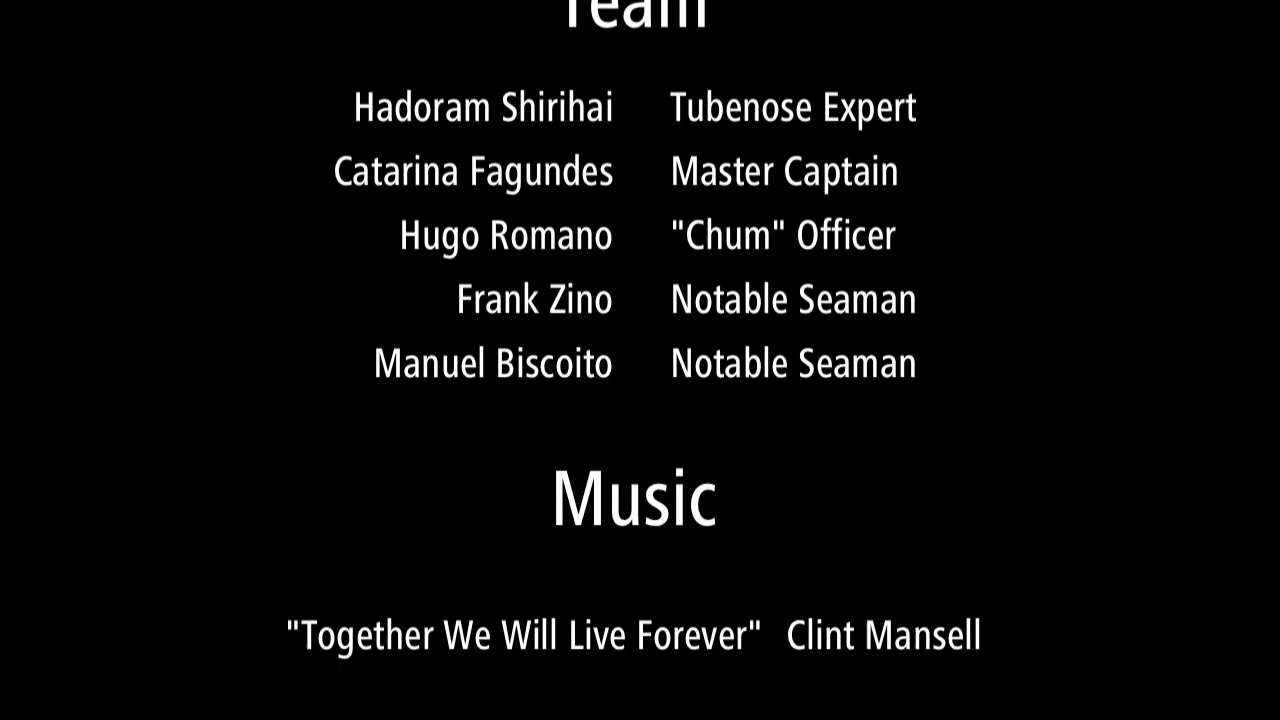 Team
Hadoram Shirihai Tubenose Expert
Catarina Fagundes Master Captain
Hugo Romano "Chum" Officer
Frank Zino Notable Seaman
Manuel Biscoito Notable Seaman
Music
"Together We Will Live Forever" Clint Mansell